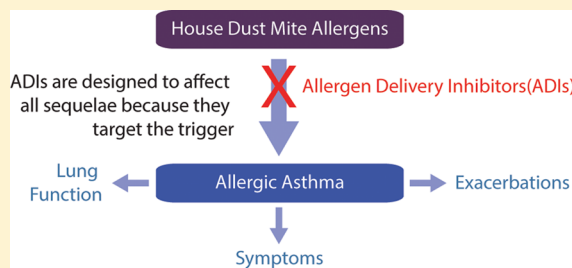 House Dust Mite Allergens
ADIs are designed to affect
all sequelae because they
target the trigger
Allergen Delivery Inhibitors(ADIs)
Lung
Function
Allergic Asthma
Exacerbations
Symptoms